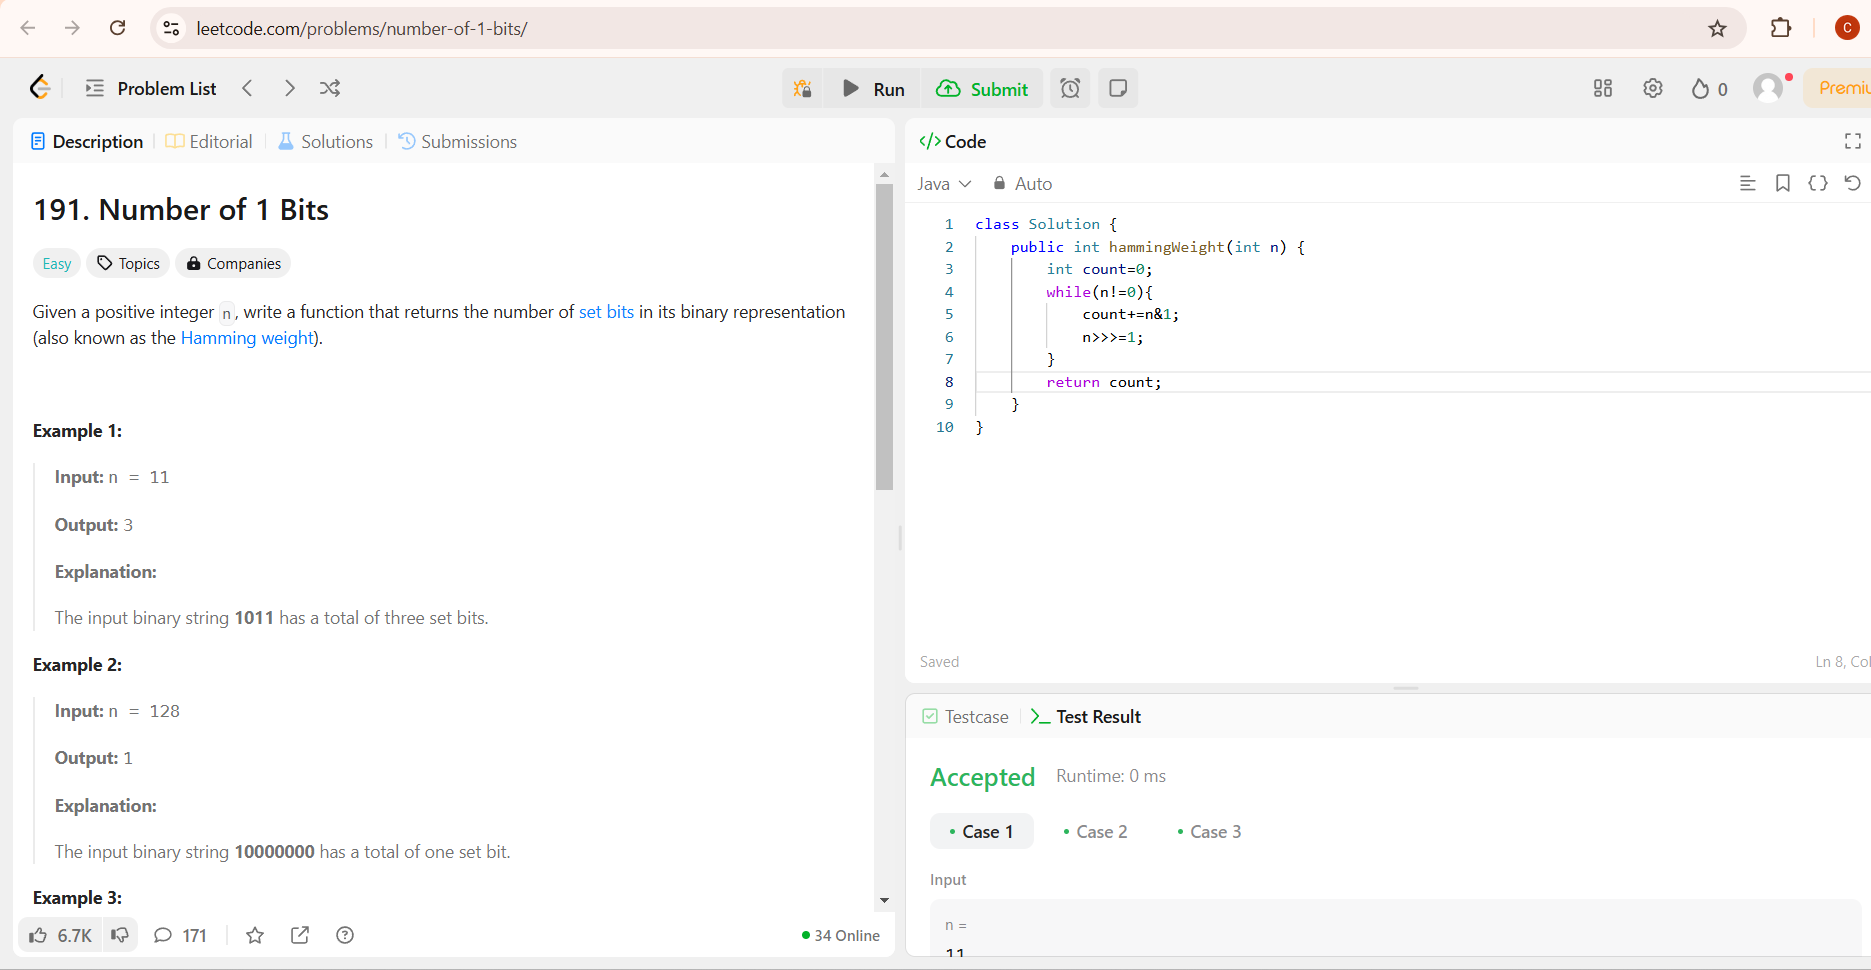 leetcode.com/problems/number-of-1-bits/
C
Problem List
Run
Submit
0
Premiu
Description
Editorial
Solutions
Submissions
191. Number of 1 Bits
Easy
Topics
Companies
Given a positive integer n, write a function that returns the number of set bits in its binary representation
(also known as the Hamming weight).
Example 1:
Input: n = 11
Output: 3
Explanation:
The input binary string 1011 has a total of three set bits.
Example 2:
Input: n = 128
Output: 1
Explanation:
The input binary string 10000000 has a total of one set bit.
Example 3:
6.7K
171
34 Online
</> Code
Java
Auto
1 class Solution {
2     public int hammingWeight(int n) {
3         int count=0;
4         while(n!=0){
5             count+=n&1;
6             n>>>=1;
7         }
8         return count;
9     }
10 }
Saved
Ln 8, Col
Testcase
Test Result
Accepted
Runtime: 0 ms
Case 1
Case 2
Case 3
Input
n =
11